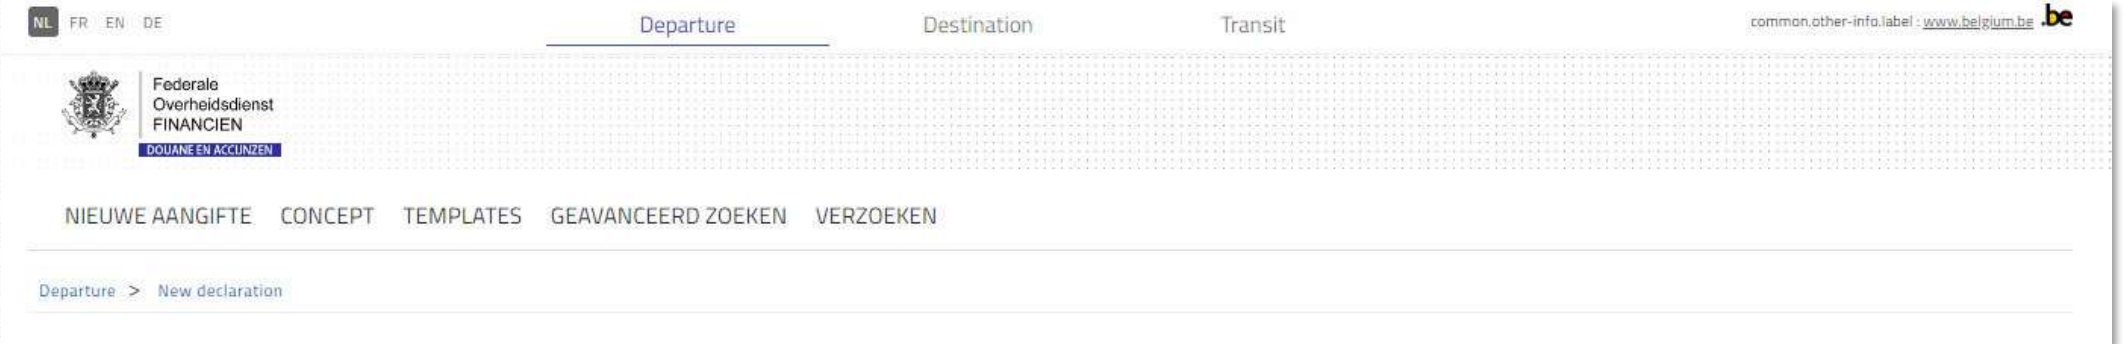 NL FR EN DE Departure Destination Transit common.other-info.label : www.belgium.be .be
Federale
Overheidsdienst
FINANCIEN
DOUANE EN ACCIJNZEN
NIEUWE AANGIFTE CONCEPT TEMPLATES GEAVANCEERD ZOEKEN VERZOEKEN
Departure > New declaration